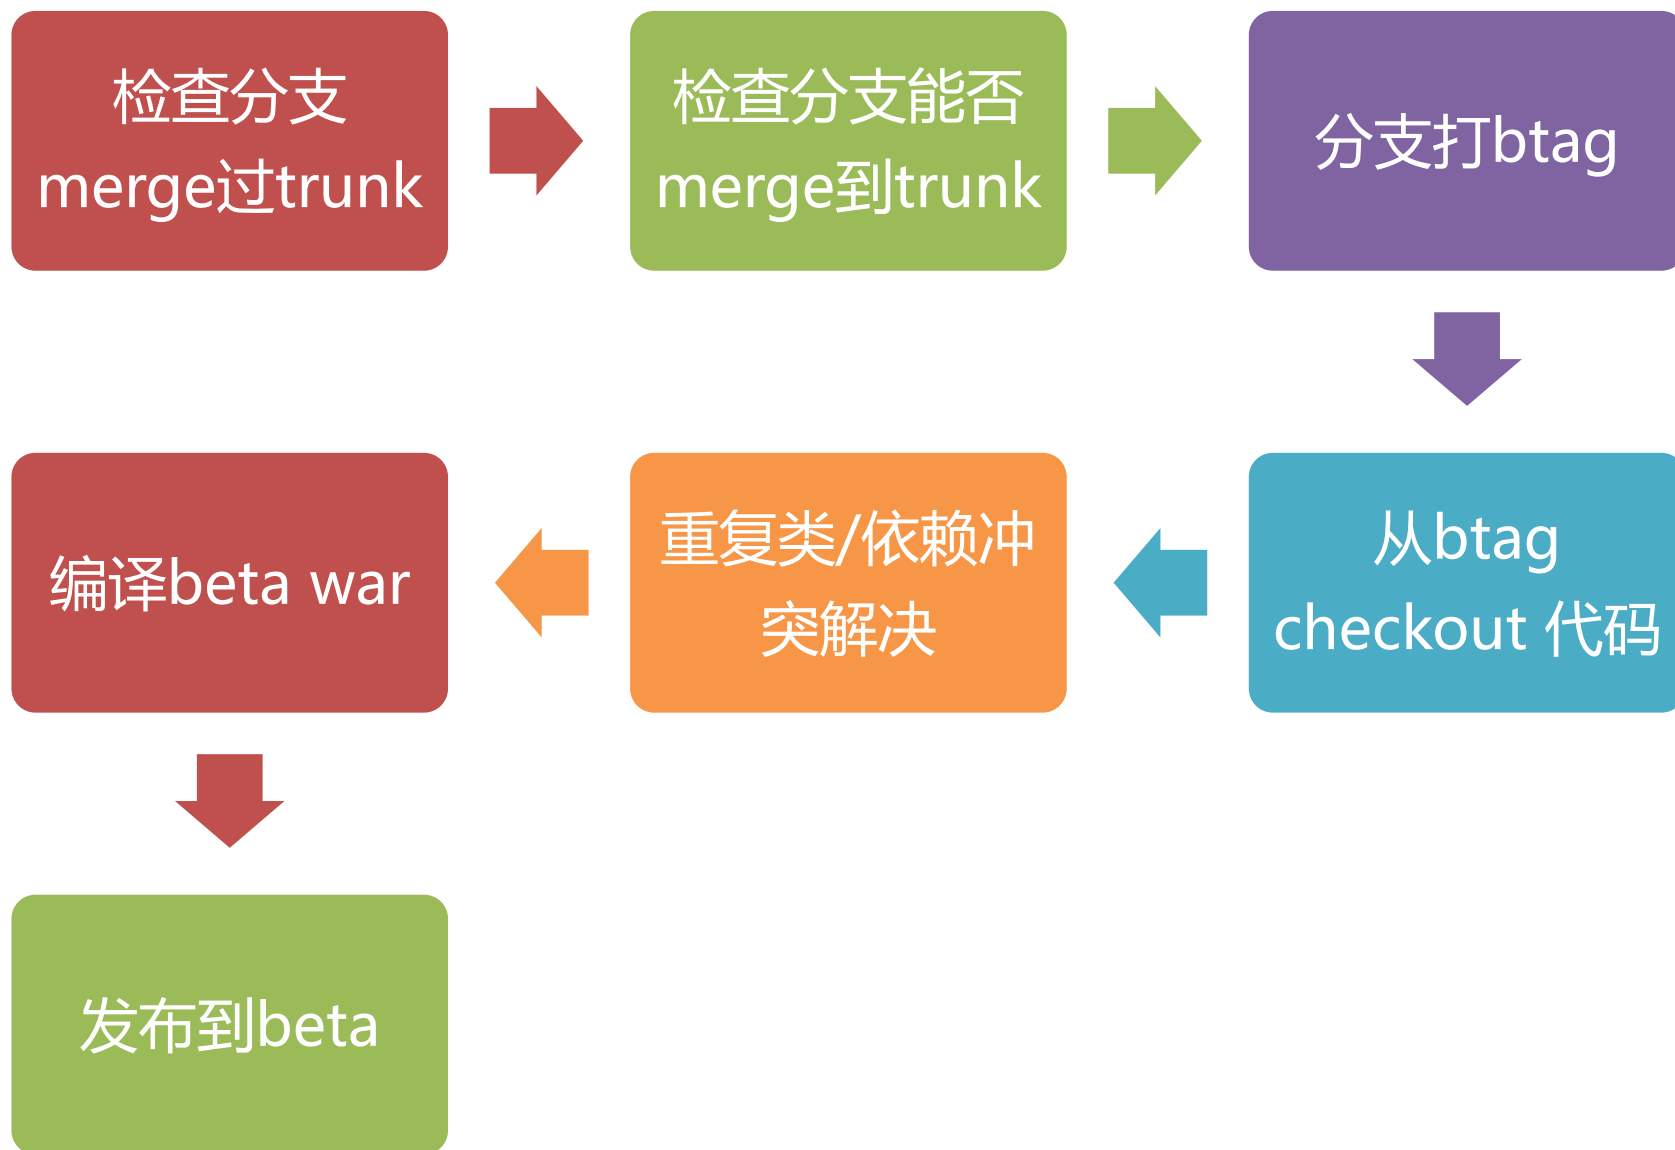 检查分支
merge过trunk
检查分支能否
merge到trunk
分支打btag
从btag
checkout 代码
重复类/依赖冲
突解决
编译beta war
发布到beta